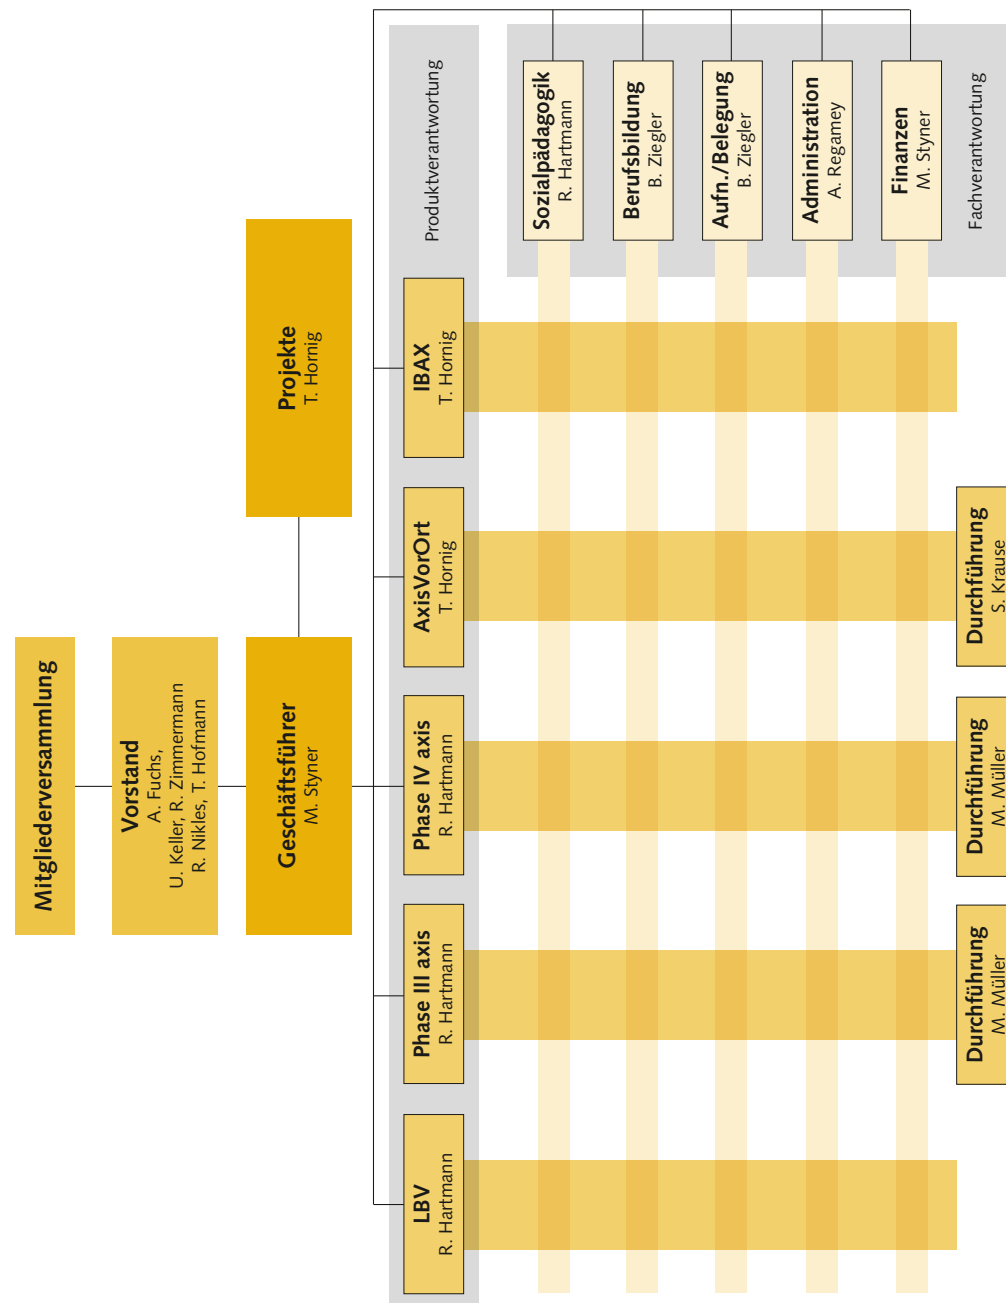 Mitgliederversammlung
Vorstand
A. Fuchs,
U. Keller, R. Zimmermann
R. Nikles, T. Hofmann
Geschäftsführer
M. Styner
Projekte
T. Hornig
LBV
R. Hartmann
Phase III axis
R. Hartmann
Phase IV axis
R. Hartmann
AxisVorOrt
T. Hornig
IBAX
T. Hornig
Produktverantwortung
Sozialpädagogik
R. Hartmann
Berufsbildung
B. Ziegler
Aufn./Belegung
B. Ziegler
Administration
A. Regamey
Finanzen
M. Styner
Fachverantwortung
Durchführung
M. Müller
Durchführung
M. Müller
Durchführung
S. Krause